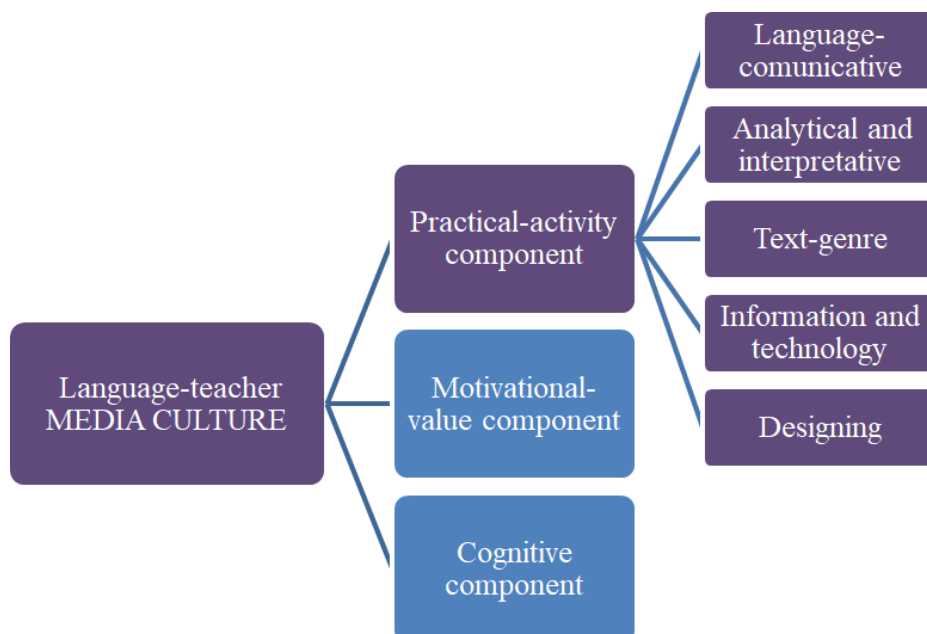 Language-teacher
MEDIA CULTURE
Practical-activity
component
Motivational-
value component
Cognitive
component
Language-
comunicative
Analytical and
interpretative
Text-genre
Information and
technology
Designing